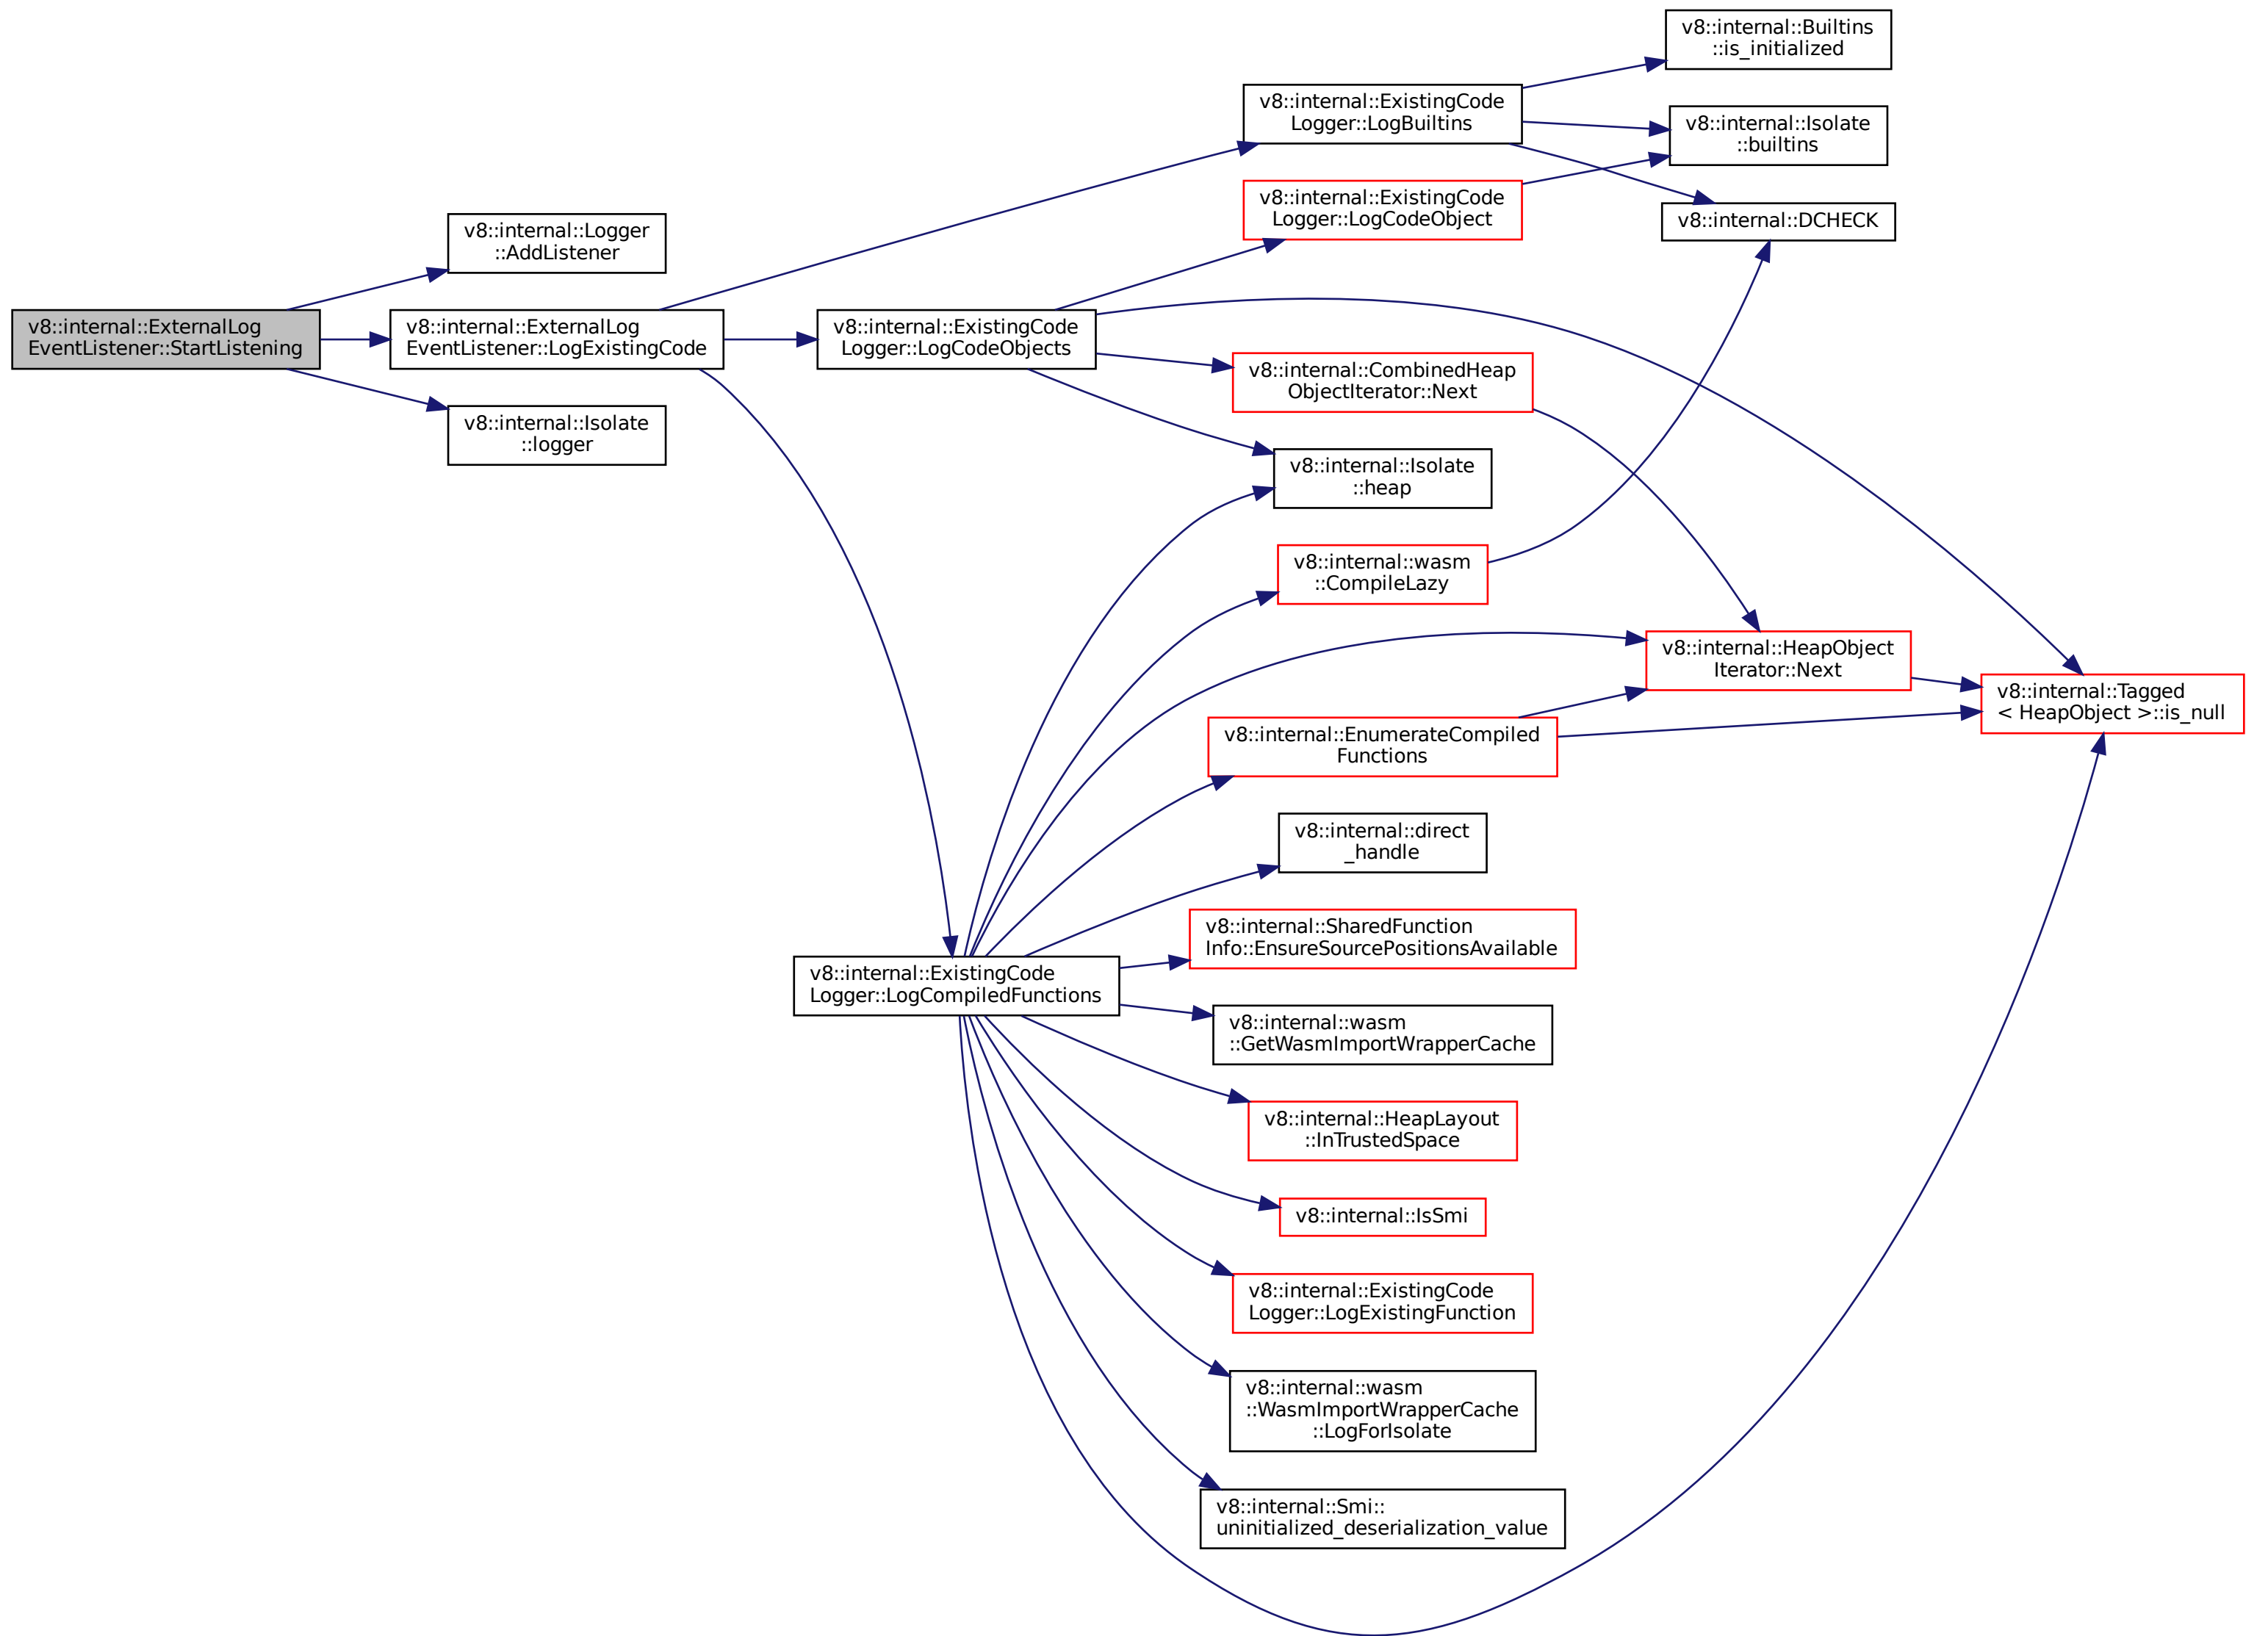 v8::internal::ExternalLog
EventListener::StartListening
v8::internal::Logger
::AddListener
v8::internal::ExternalLog
EventListener::LogExistingCode
v8::internal::Isolate
::logger
v8::internal::ExistingCode
Logger::LogBuiltins
v8::internal::ExistingCode
Logger::LogCodeObjects
v8::internal::ExistingCode
Logger::LogCompiledFunctions
v8::internal::Builtins
::is_initialized
v8::internal::Isolate
::builtins
v8::internal::DCHECK
v8::internal::ExistingCode
Logger::LogCodeObject
v8::internal::CombinedHeap
ObjectIterator::Next
v8::internal::Isolate
::heap
v8::internal::wasm
::CompileLazy
v8::internal::HeapObject
Iterator::Next
v8::internal::Tagged
< HeapObject >::is_null
v8::internal::EnumerateCompiled
Functions
v8::internal::direct
_handle
v8::internal::SharedFunction
Info::EnsureSourcePositionsAvailable
v8::internal::wasm
::GetWasmImportWrapperCache
v8::internal::HeapLayout
::InTrustedSpace
v8::internal::IsSmi
v8::internal::ExistingCode
Logger::LogExistingFunction
v8::internal::wasm
::WasmImportWrapperCache
::LogForIsolate
v8::internal::Smi::
uninitialized_deserialization_value